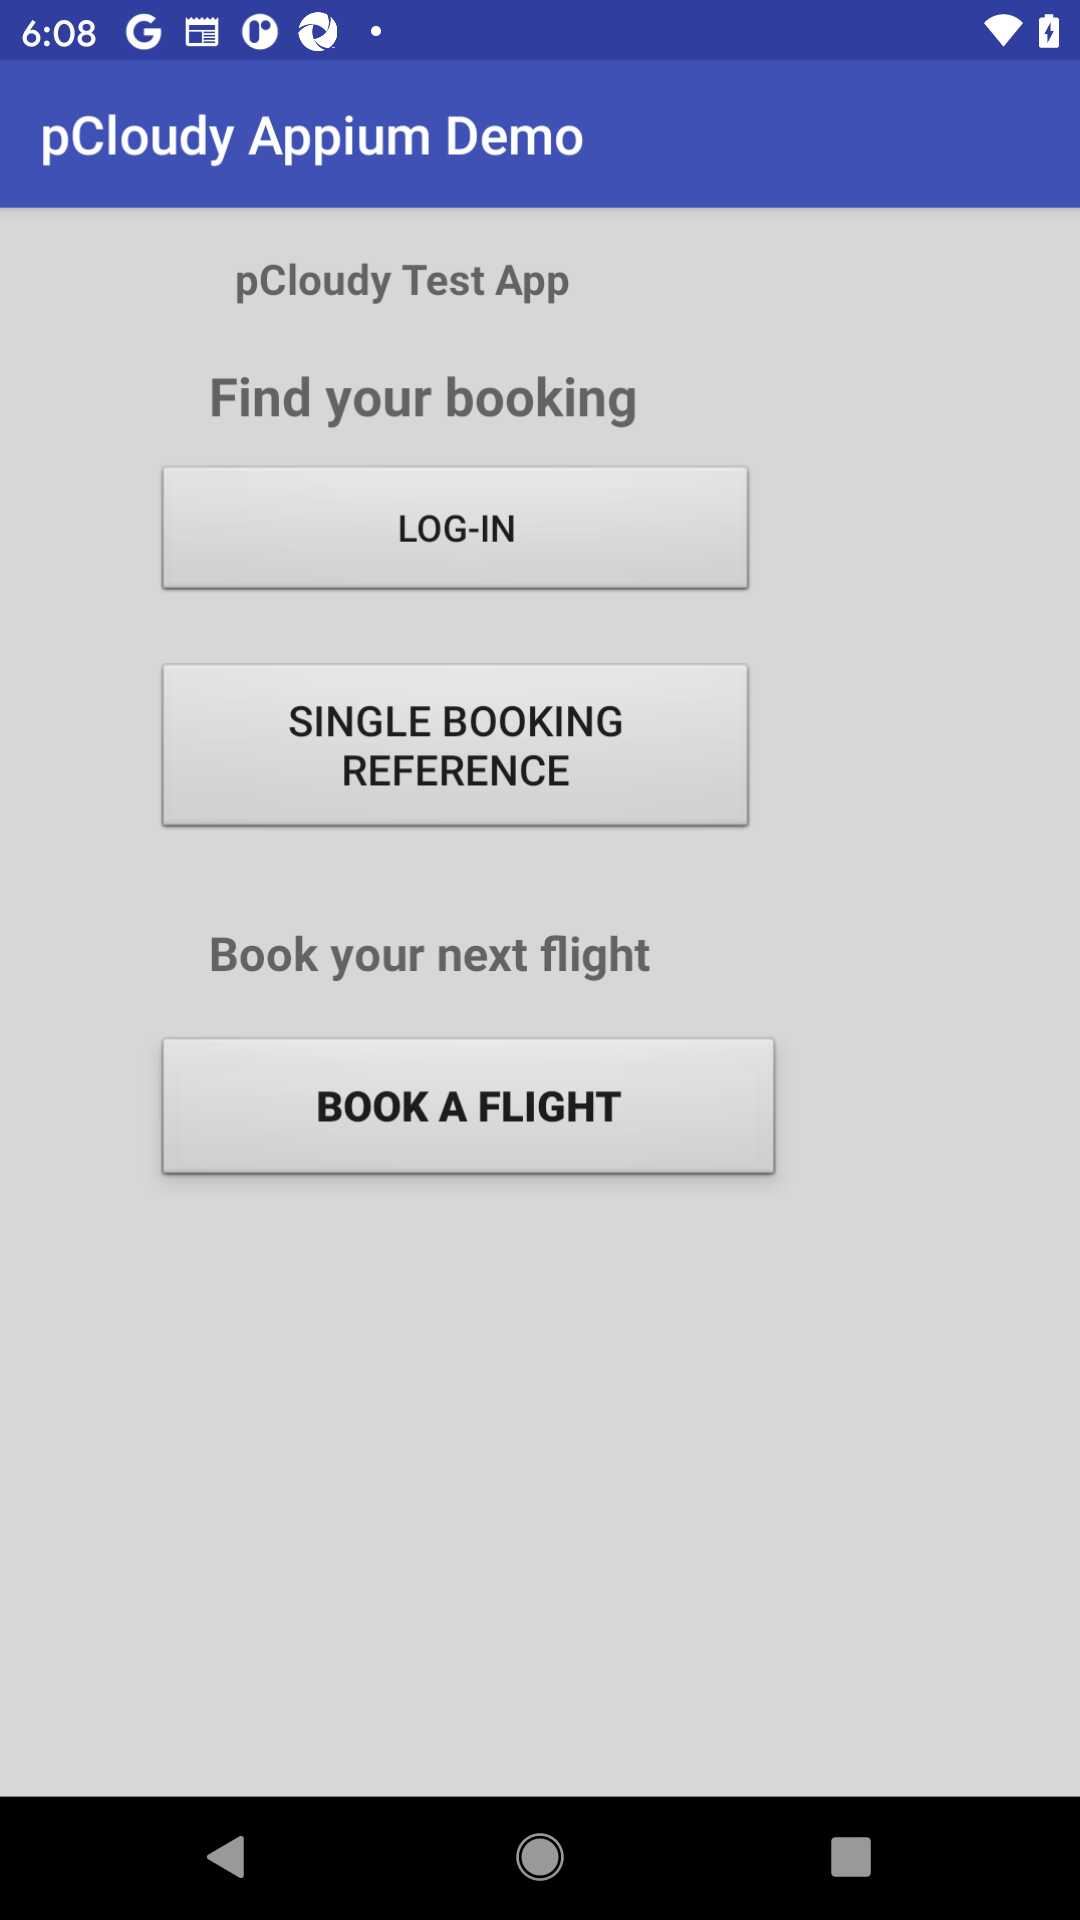 6:08
pCloudy Appium Demo
pCloudy Test App
Find your booking
LOG-IN
SINGLE BOOKING
REFERENCE
Book your next flight
BOOK A FLIGHT